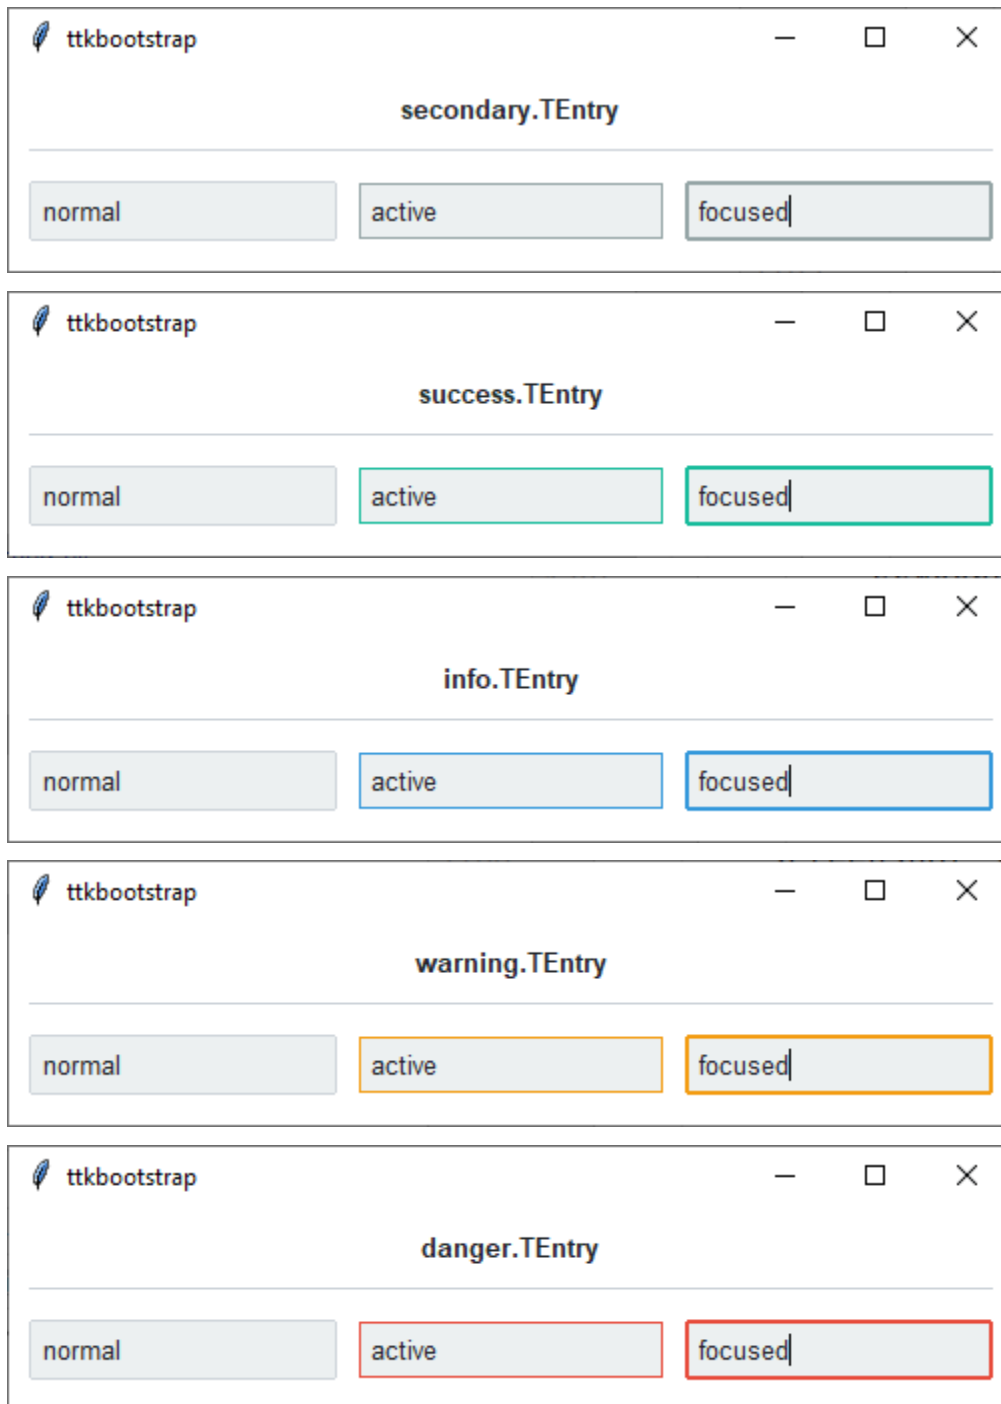 ttkbootstrap
secondary.TEntry
normal active focused
ttkbootstrap
success.TEntry
normal active focused
ttkbootstrap
info.TEntry
normal active focused
ttkbootstrap
warning.TEntry
normal active focused
ttkbootstrap
danger.TEntry
normal active focused